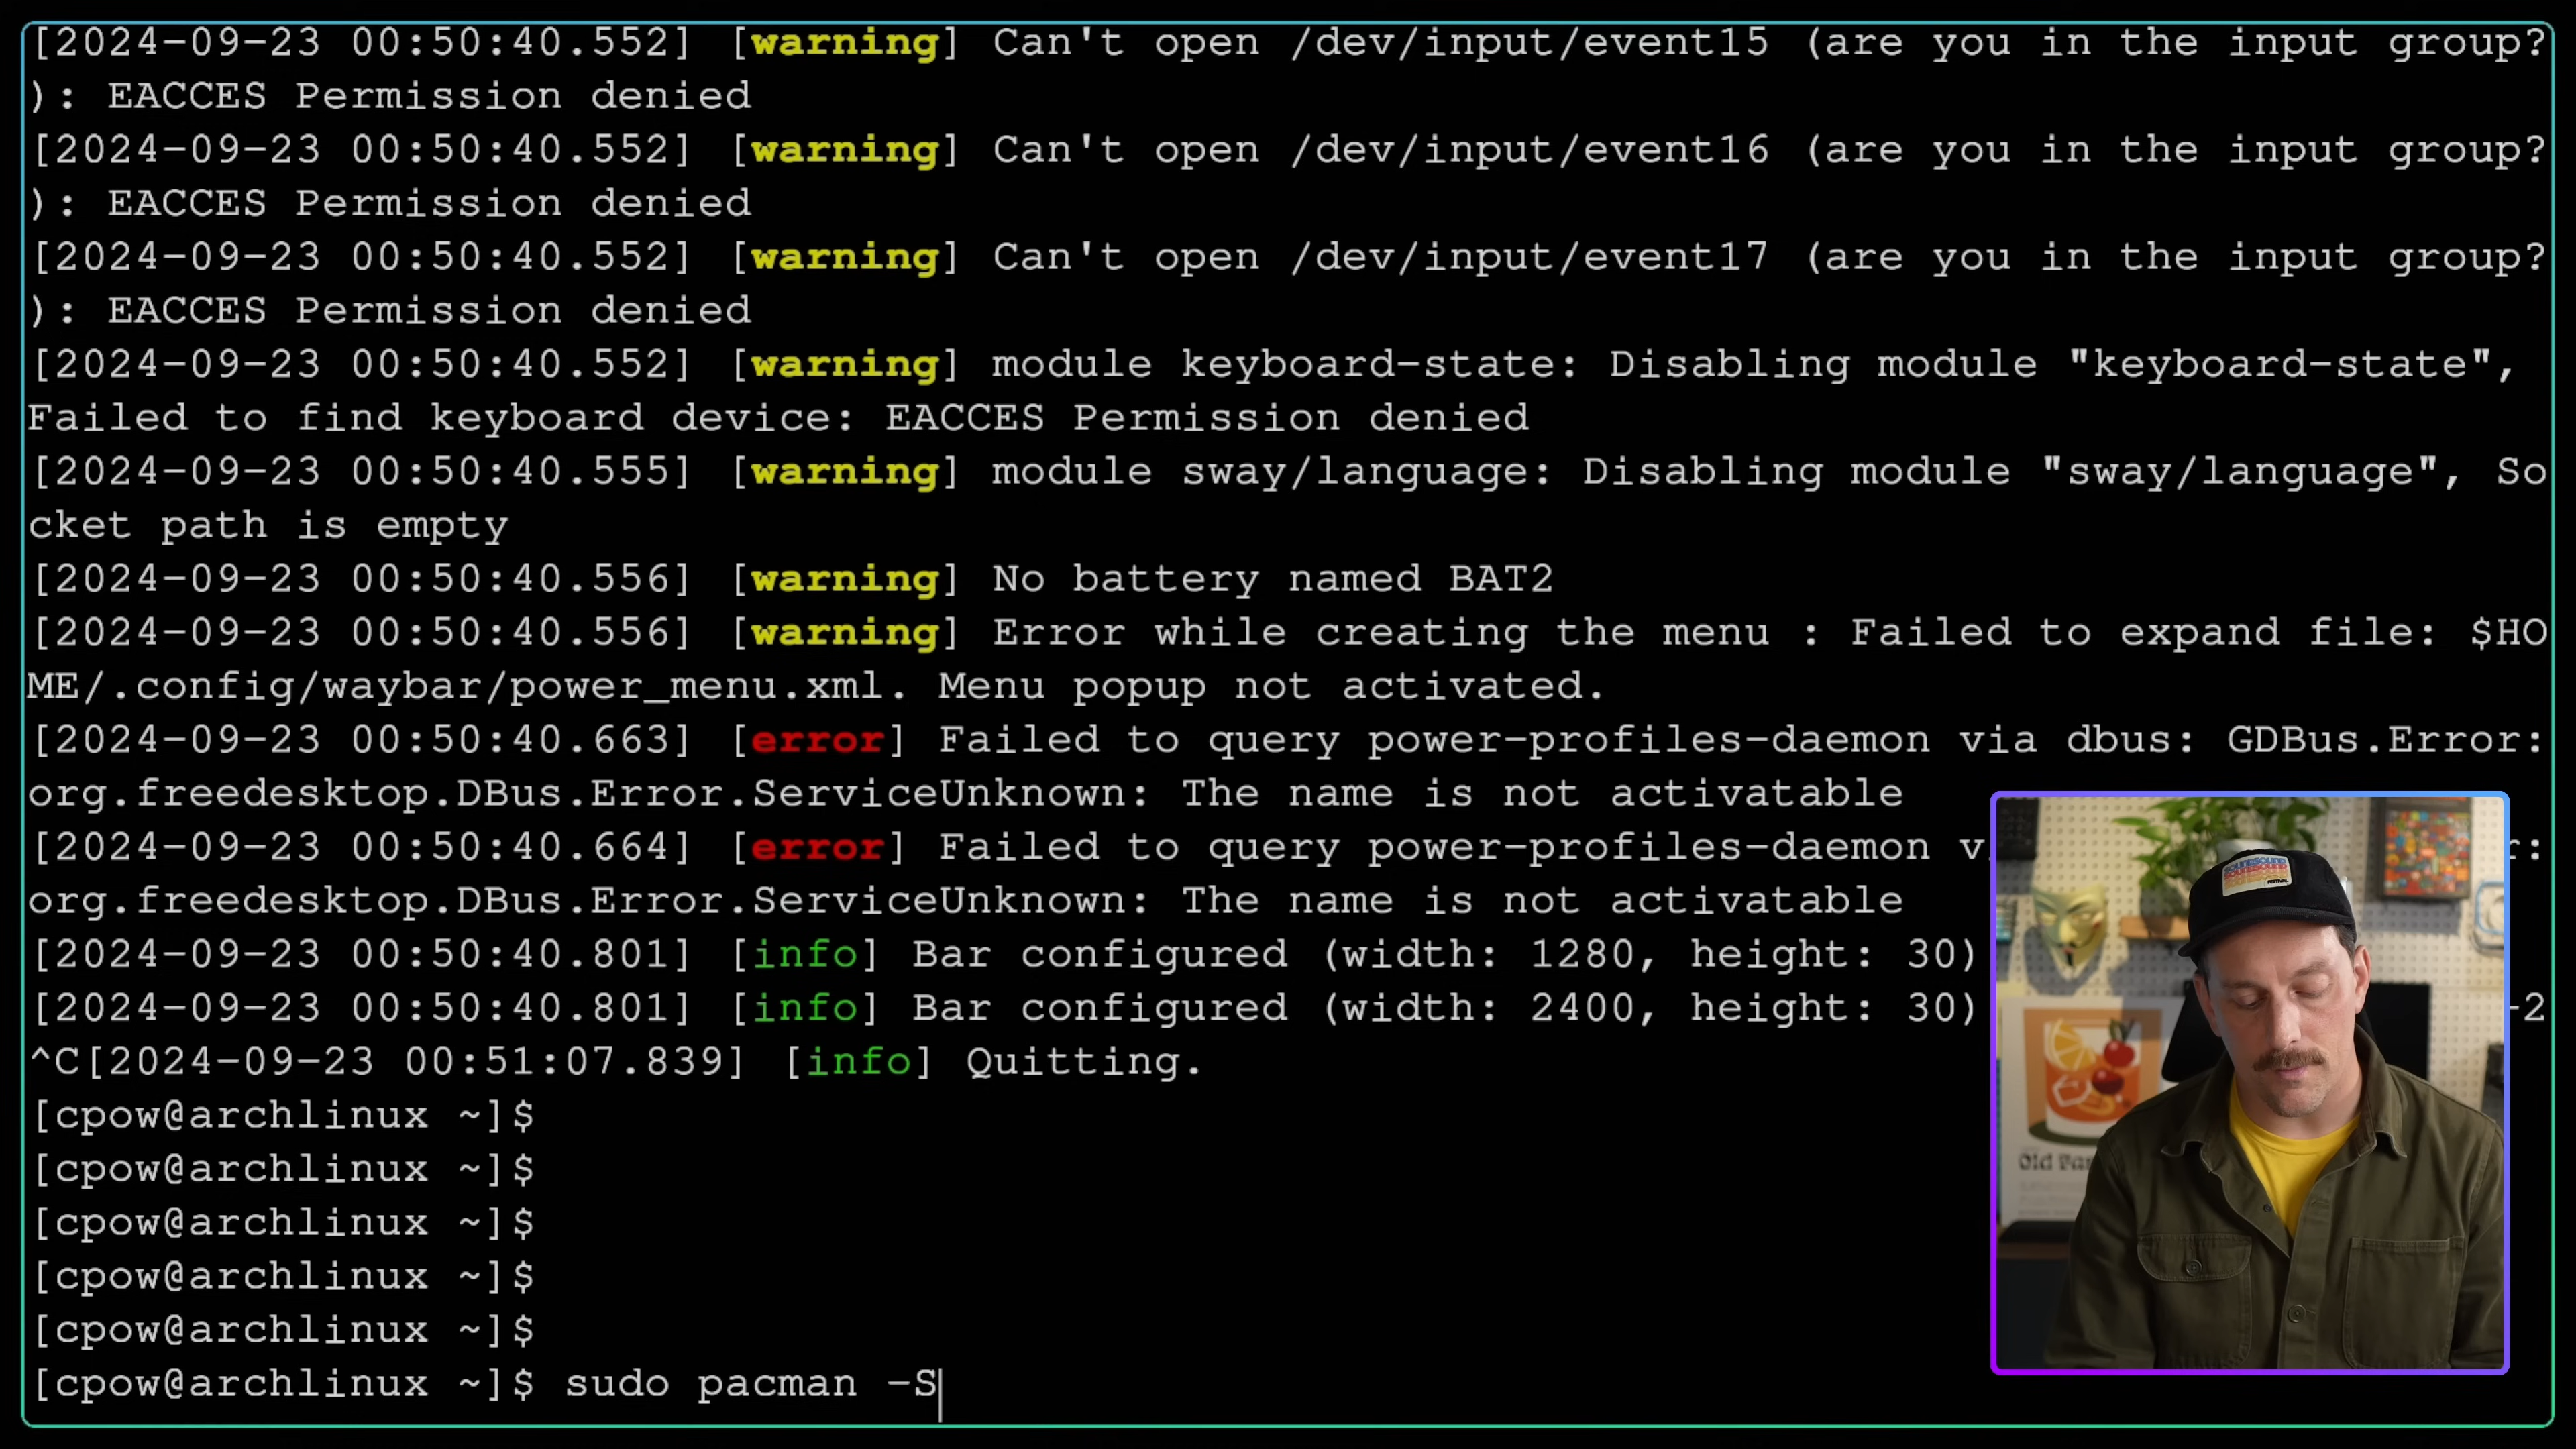 [2024-09-23 00:50:40.552] [warning] Can't open /dev/input/event15 (are you in the input group?
): EACCES Permission denied
[2024-09-23 00:50:40.552] [warning] Can't open /dev/input/event16 (are you in the input group?
): EACCES Permission denied
[2024-09-23 00:50:40.552] [warning] Can't open /dev/input/event17 (are you in the input group?
): EACCES Permission denied
[2024-09-23 00:50:40.552] [warning] module keyboard-state: Disabling module "keyboard-state",
Failed to find keyboard device: EACCES Permission denied
[2024-09-23 00:50:40.555] [warning] module sway/language: Disabling module "sway/language", So
cket path is empty
[2024-09-23 00:50:40.556] [warning] No battery named BAT2
[2024-09-23 00:50:40.556] [warning] Error while creating the menu : Failed to expand file: $HO
ME/.config/waybar/power_menu.xml. Menu popup not activated.
[2024-09-23 00:50:40.663] [error] Failed to query power-profiles-daemon via dbus: GDBus.Error:
org.freedesktop.DBus.Error.ServiceUnknown: The name is not activatable
[2024-09-23 00:50:40.664] [error] Failed to query power-profiles-daemon v r:
org.freedesktop.DBus.Error.ServiceUnknown: The name is not activatable
[2024-09-23 00:50:40.801] [info] Bar configured (width: 1280, height: 30)
[2024-09-23 00:50:40.801] [info] Bar configured (width: 2400, height: 30) -2
^C[2024-09-23 00:51:07.839] [info] Quitting.
[cpow@archlinux ~]$
[cpow@archlinux ~]$
[cpow@archlinux ~]$
[cpow@archlinux ~]$
[cpow@archlinux ~]$
[cpow@archlinux ~]$ sudo pacman -S